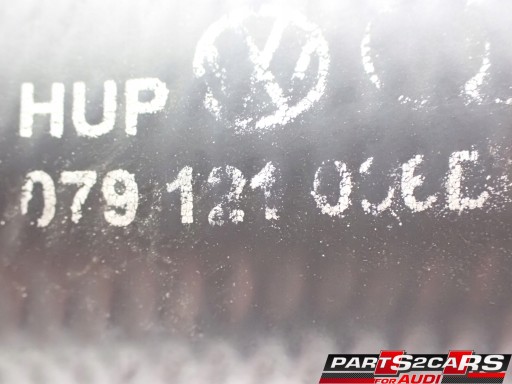 HUP
079 121
PARTS2CARS
FOR AUDI